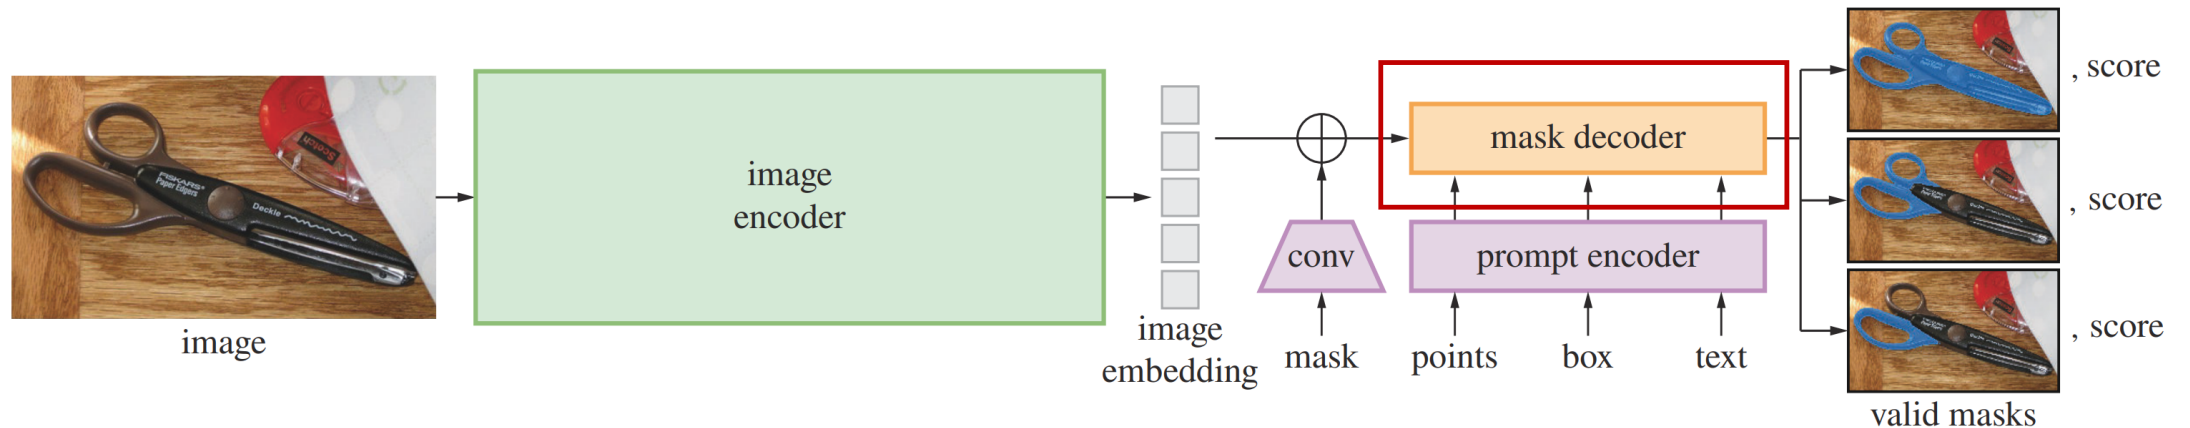 image
image
encoder
image
embedding
conv
mask
mask decoder
prompt encoder
points
box
text
, score
, score
, score
valid masks
FISKARS®
Paper Edgers
Deckle
Scotch